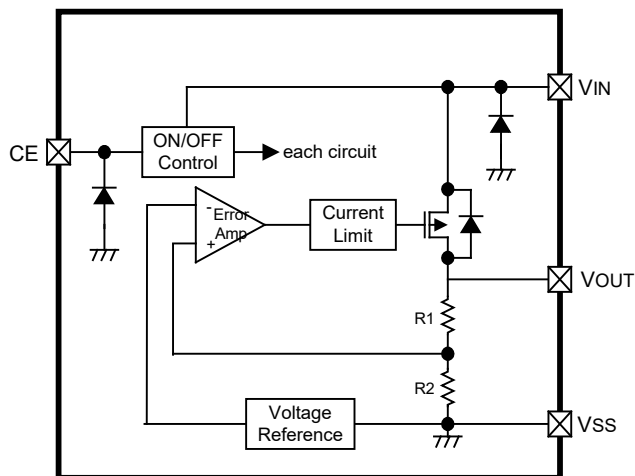 VIN
CE
ON/OFF
Control
each circuit
-
Error
Amp
+
Current
Limit
VOUT
R1
R2
Voltage
Reference
VSS